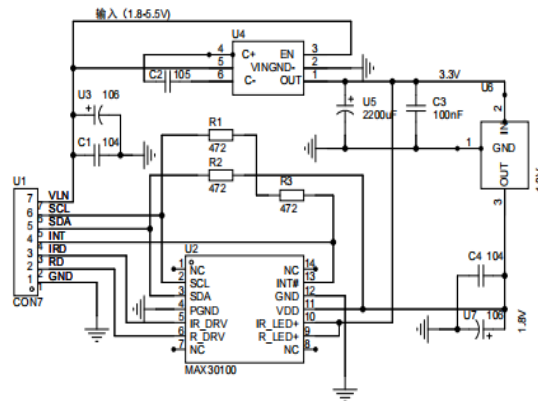 输入（1.8-5.5V）
U4
4 C+ EN 3
5 VIN GND- 2
6 C- OUT 1
C2 105
3.3V
U6
U3 106
+
U5
2200uF
C3
100nF
2
IN
1 GND
OUT
3
C1 104
R1
472
R2
472
R3
472
U1
7 VLN
6 SCL
5 SDA
4 INT
3 IRD
2 RD
1 GND
CON7
U2
1 NC NC 14
2 SCL INT# 13
3 SDA GND 12
4 PGND VDD 11
5 IR_DRV IR_LED+ 10
6 R_DRV R_LED+ 9
7 NC NC 8
MAX30100
C4 104
U7 106
+
1.8V